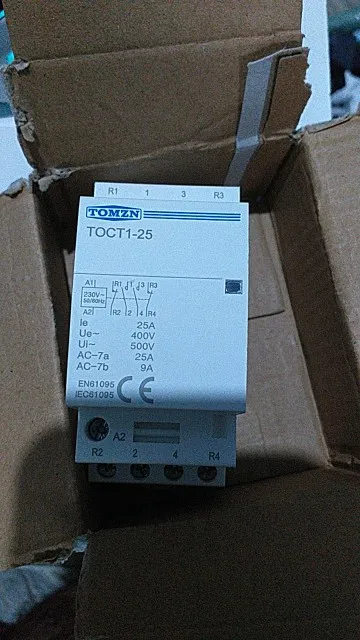 R1 1 3 R3
TOMZN
TOCT1-25
A1 R1 1 3 R3
230V~
50/60Hz
A2 R2 2 4 R4
Ie 25A
Ue~ 400V
Ui~ 500V
AC-7a 25A
AC-7b 9A
EN61095
IEC61095 CE
A2
R2 2 4 R4